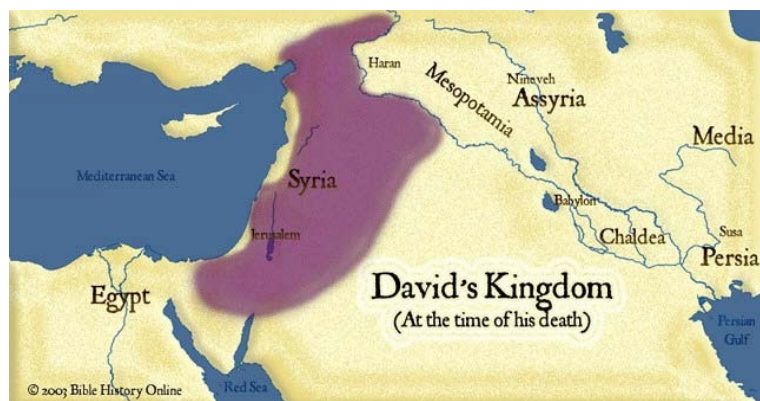 Haran
Mesopotamia
Nineveh
Assyria
Media
Mediterranean Sea
Syria
Babylon
Jerusalem
Chaldea
Susa
Persia
Egypt
David's Kingdom
(At the time of his death)
Persian
Gulf
Red Sea
© 2003 Bible History Online